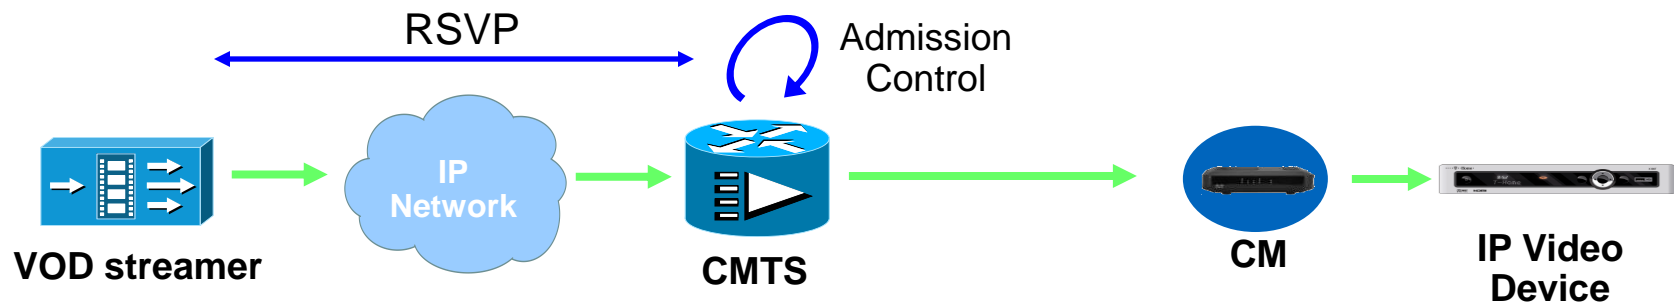 RSVP
Admission
Control
IP
Network
VOD streamer
CMTS
CM
IP Video
Device